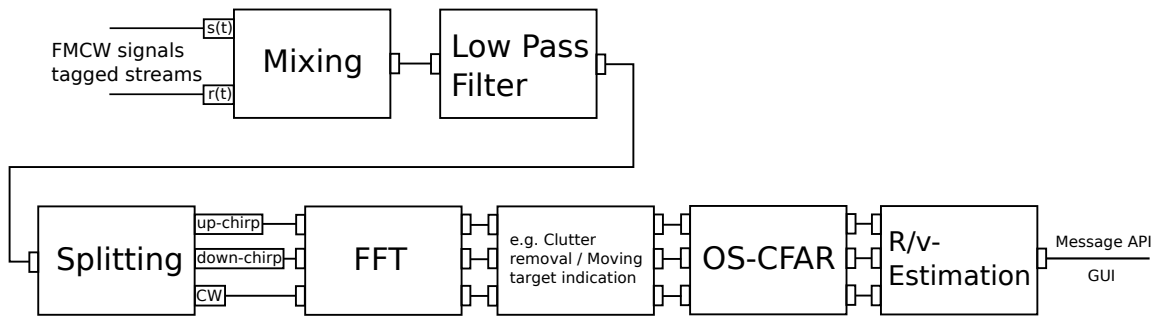 s(t)
FMCW signals
tagged streams
r(t)
Mixing
Low Pass
Filter
Splitting
up-chirp
down-chirp
CW
FFT
e.g. Clutter
removal / Moving
target indication
OS-CFAR
R/v-
Estimation
Message API
GUI